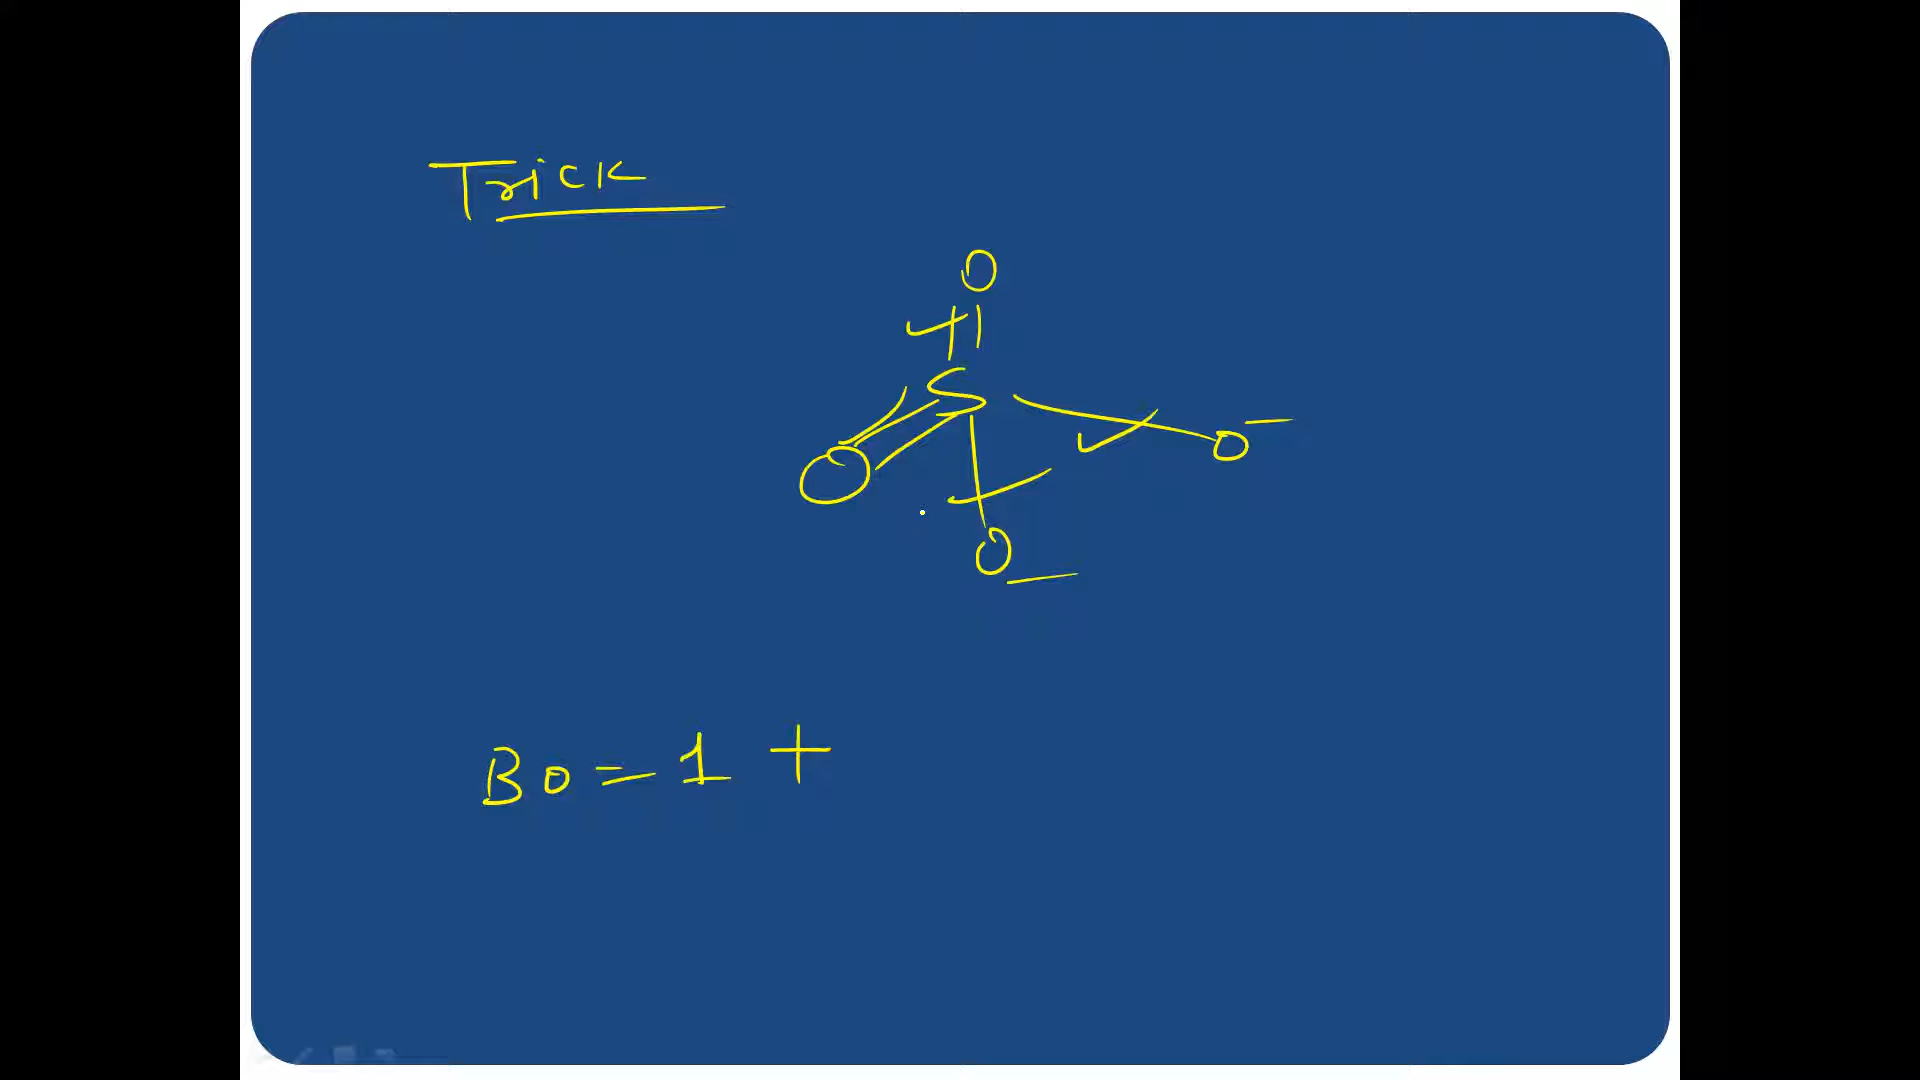 Trick
O
S
O O⁻
O⁻
BO = 1 +